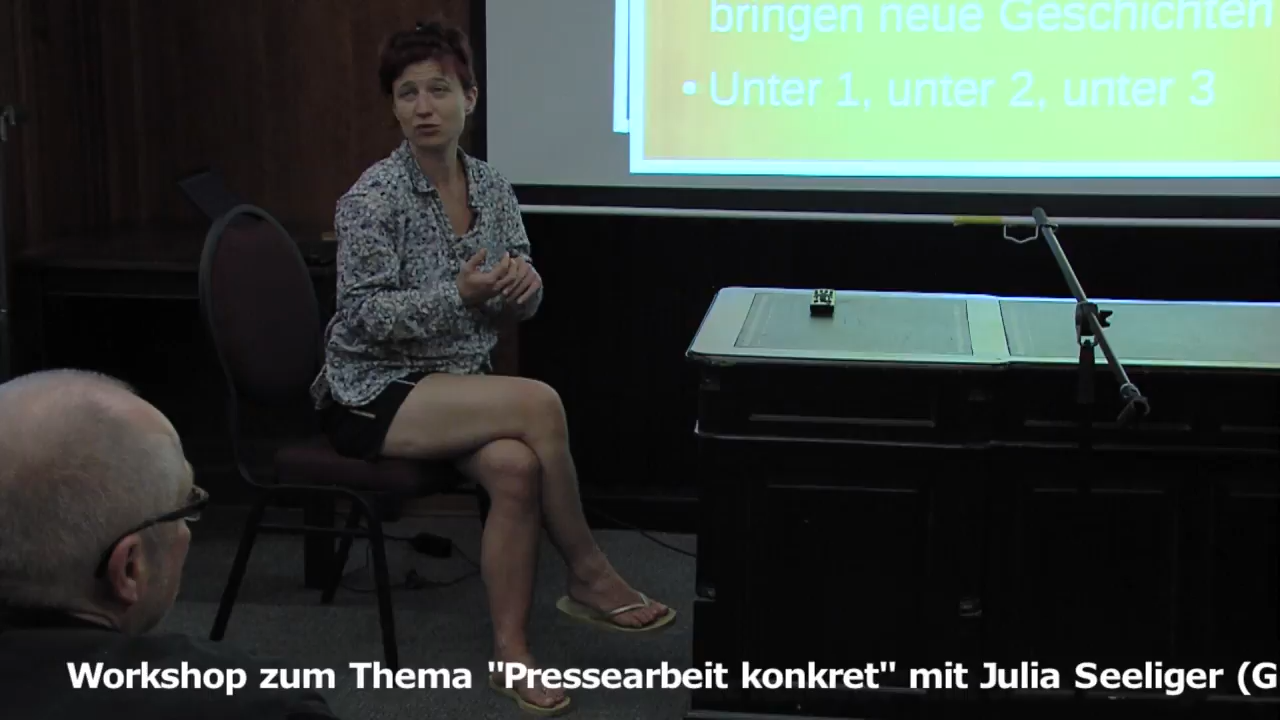 bringen neue Geschichten
• Unter 1, unter 2, unter 3
Workshop zum Thema "Pressearbeit konkret" mit Julia Seeliger (G